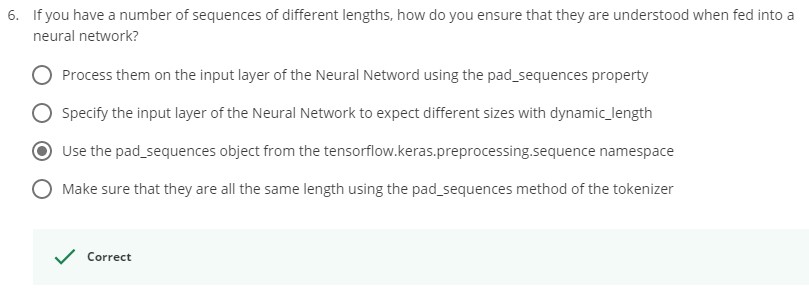 6. If you have a number of sequences of different lengths, how do you ensure that they are understood when fed into a
neural network?
Process them on the input layer of the Neural Netword using the pad_sequences property
Specify the input layer of the Neural Network to expect different sizes with dynamic_length
Use the pad_sequences object from the tensorflow.keras.preprocessing.sequence namespace
Make sure that they are all the same length using the pad_sequences method of the tokenizer
Correct